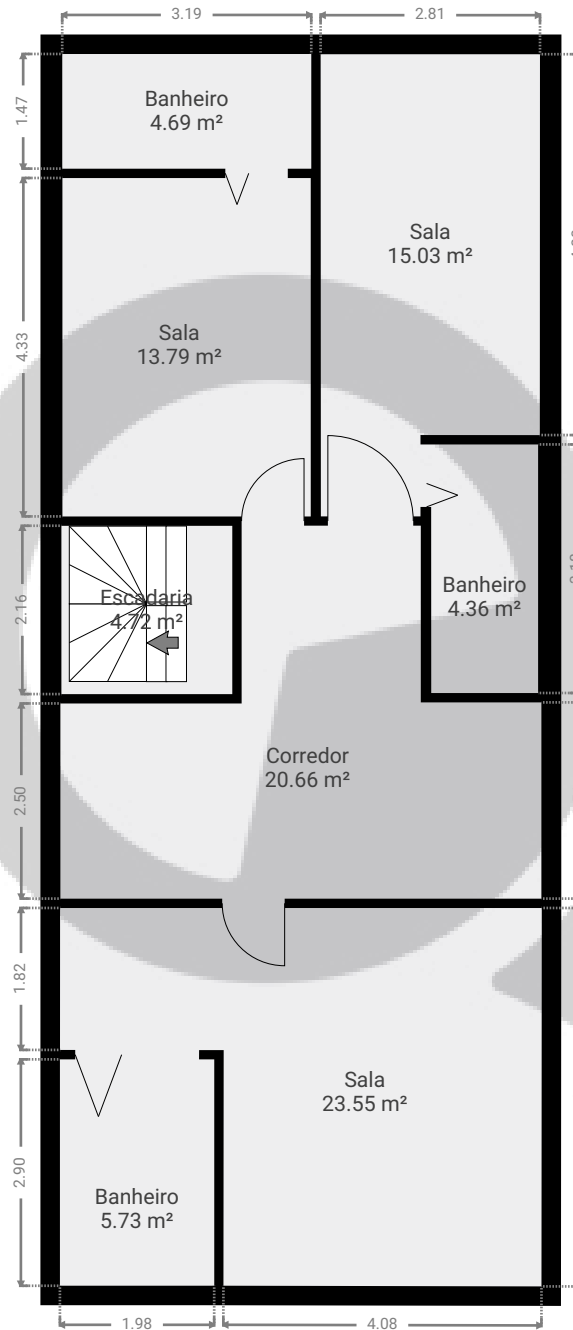 3.19
2.81
1.47
Banheiro
4.69 m²
Sala
15.03 m²
4.33
Sala
13.79 m²
2.16
Escadaria
4.72 m²
Banheiro
4.36 m²
2.50
Corredor
20.66 m²
1.82
Sala
23.55 m²
2.90
Banheiro
5.73 m²
1.98
4.08